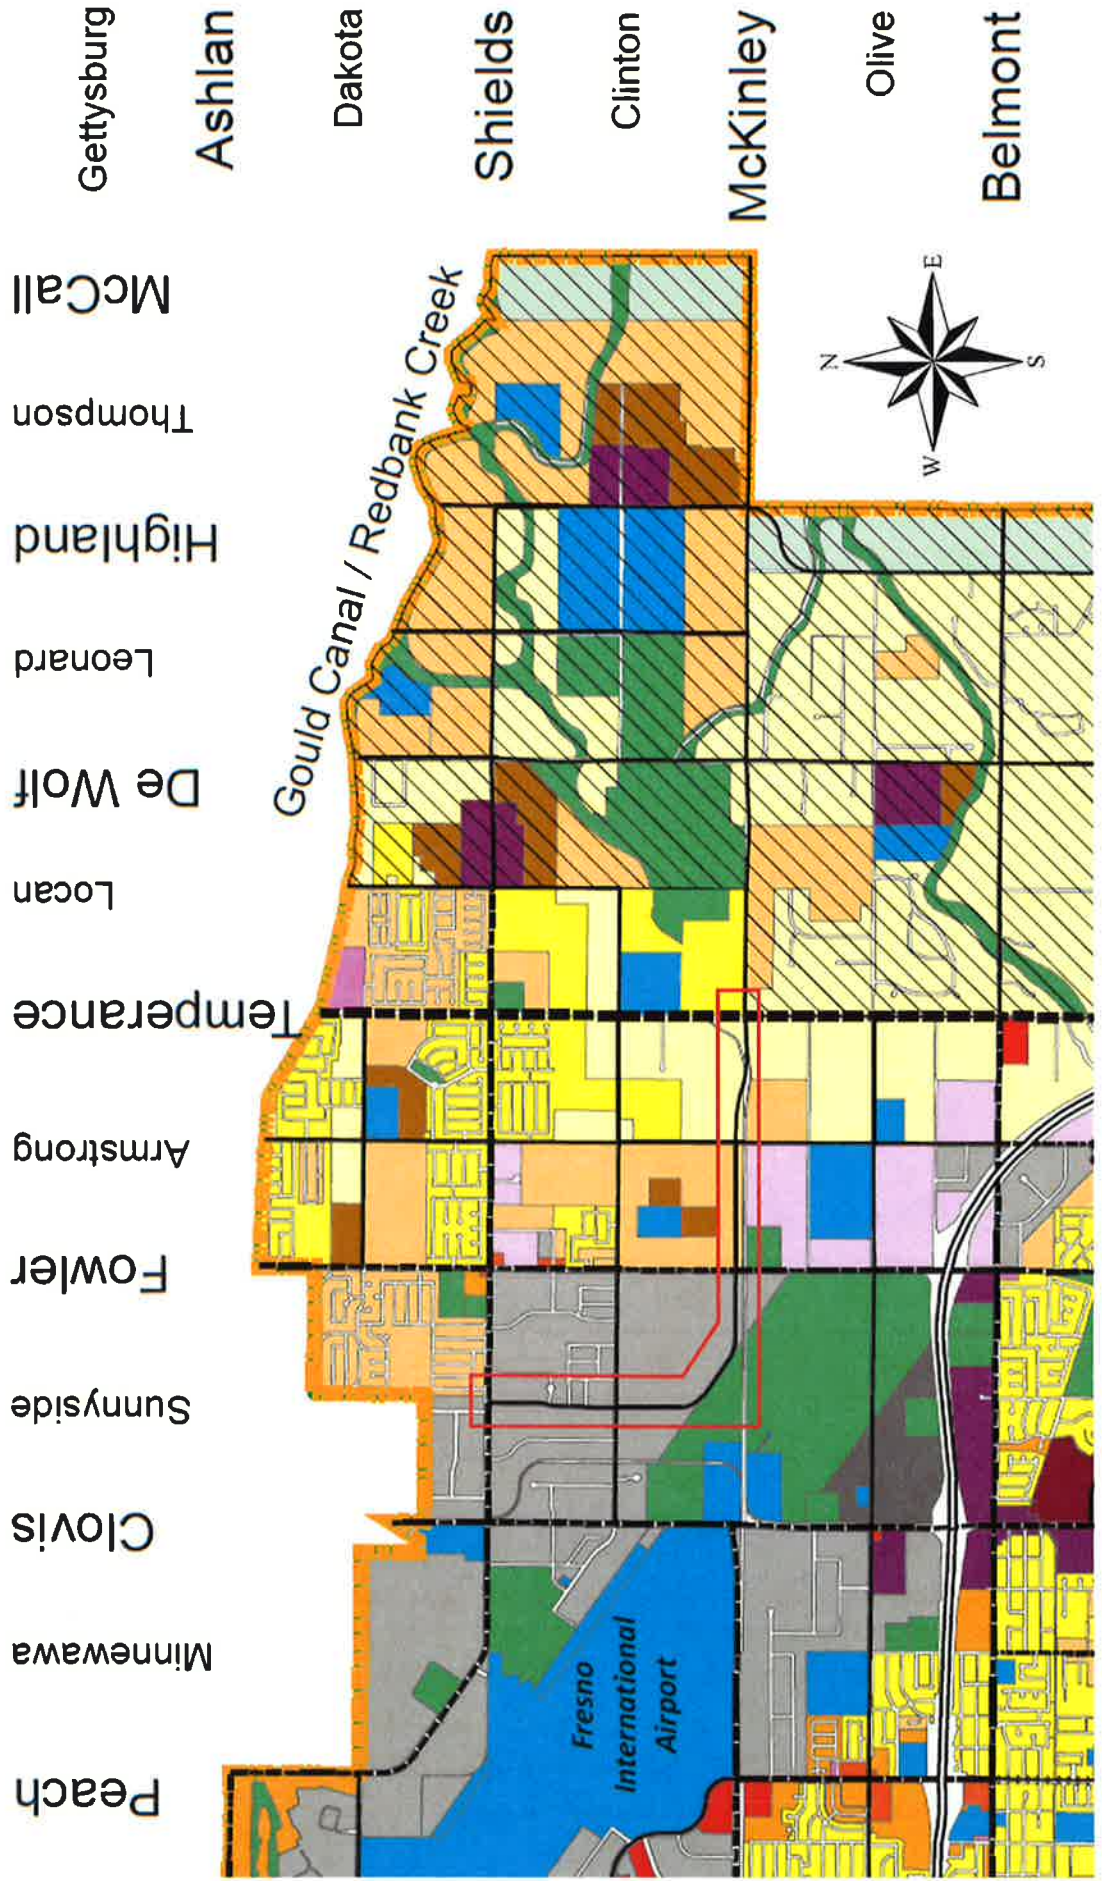 Gettysburg
Ashlan
Dakota
Shields
Clinton
McKinley
Olive
Belmont
McCall
Thompson
Highland
Leonard
De Wolf
Locan
Temperance
Armstrong
Fowler
Sunnyside
Clovis
Minnewawa
Peach
Gould Canal / Redbank Creek
N
E
S
W
Fresno
International
Airport